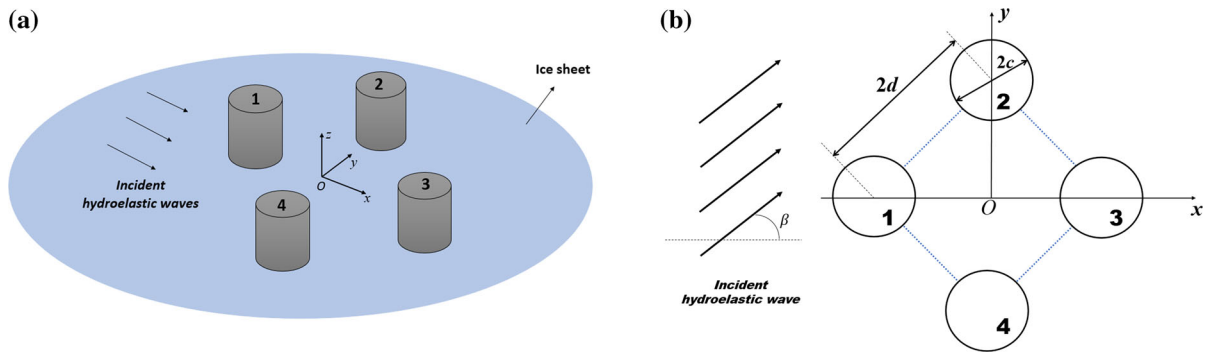 (a)
1
2
3
4
z
y
O
x
Ice sheet
Incident
hydroelastic waves
(b)
y
2d
2c
2
1
O
3
x
β
4
Incident
hydroelastic wave